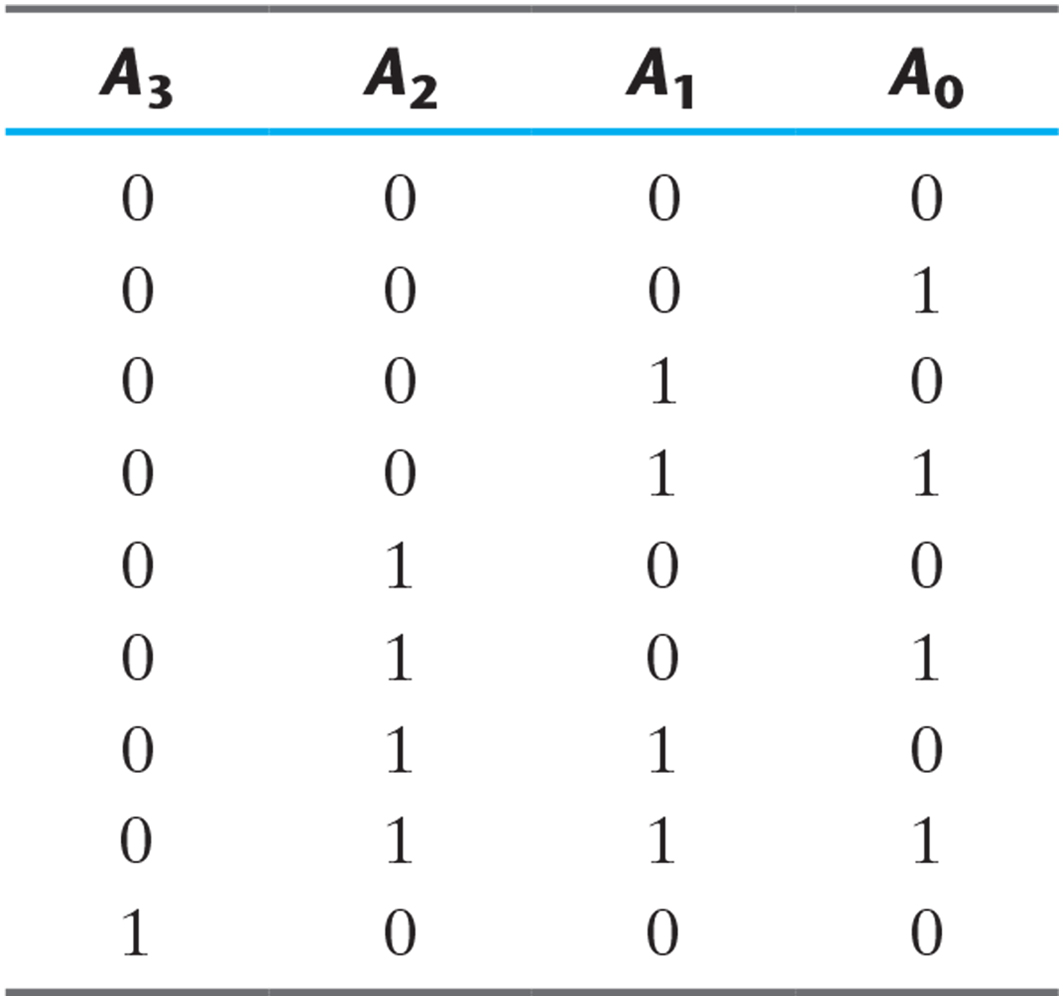 A₃ A₂ A₁ A₀
0 0 0 0
0 0 0 1
0 0 1 0
0 0 1 1
0 1 0 0
0 1 0 1
0 1 1 0
0 1 1 1
1 0 0 0